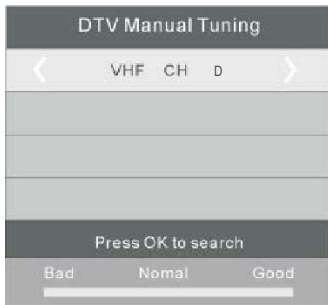 DTV Manual Tuning
VHF CH D
Press OK to search
Bad Nomal Good